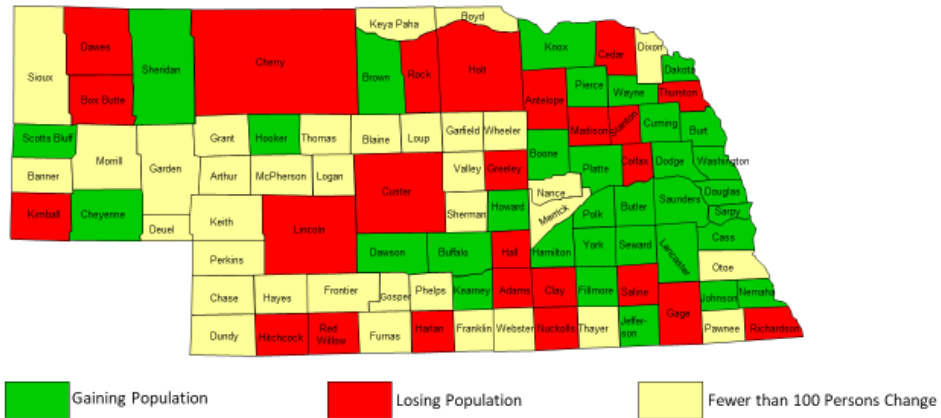 Keya Paha
Boyd
Sioux
Dawes
Sheridan
Cherry
Brown
Rock
Holt
Knox
Cedar
Dixon
Dakota
Box Butte
Antelope
Pierce
Wayne
Thurston
Scotts Bluff
Grant
Hooker
Thomas
Blaine
Loup
Garfield
Wheeler
Madison
Stanton
Cuming
Burt
Banner
Morrill
Garden
Arthur
McPherson
Logan
Custer
Valley
Greeley
Boone
Platte
Colfax
Dodge
Washington
Kimball
Cheyenne
Deuel
Keith
Lincoln
Sherman
Howard
Nance
Merrick
Polk
Butler
Saunders
Douglas
Sarpy
Perkins
Dawson
Buffalo
Hall
Hamilton
York
Seward
Lancaster
Cass
Otoe
Chase
Hayes
Frontier
Gosper
Phelps
Kearney
Adams
Clay
Fillmore
Saline
Gage
Johnson
Nemaha
Dundy
Hitchcock
Red
Willow
Furnas
Harlan
Franklin
Webster
Nuckolls
Thayer
Jeffer-
son
Pawnee
Richardson
Gaining Population
Losing Population
Fewer than 100 Persons Change